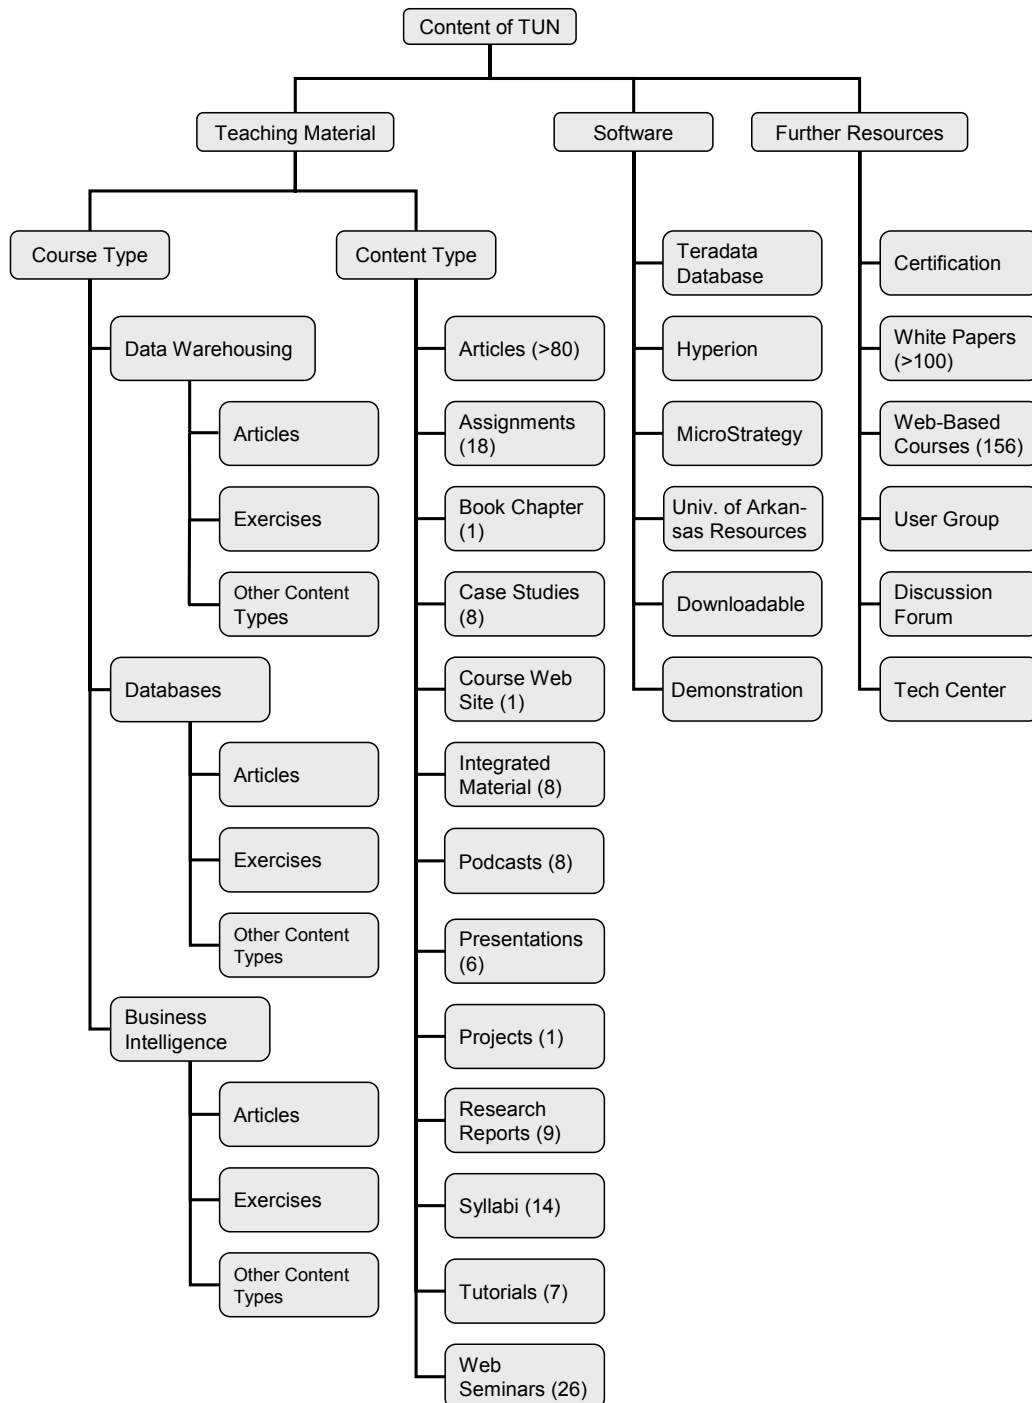 Content of TUN
Teaching Material
Software
Further Resources
Course Type
Content Type
Data Warehousing
Articles
Exercises
Other Content
Types
Databases
Articles
Exercises
Other Content
Types
Business
Intelligence
Articles
Exercises
Other Content
Types
Articles (>80)
Assignments
(18)
Book Chapter
(1)
Case Studies
(8)
Course Web
Site (1)
Integrated
Material (8)
Podcasts (8)
Presentations
(6)
Projects (1)
Research
Reports (9)
Syllabi (14)
Tutorials (7)
Web
Seminars (26)
Teradata
Database
Hyperion
MicroStrategy
Univ. of Arkan-
sas Resources
Downloadable
Demonstration
Certification
White Papers
(>100)
Web-Based
Courses (156)
User Group
Discussion
Forum
Tech Center